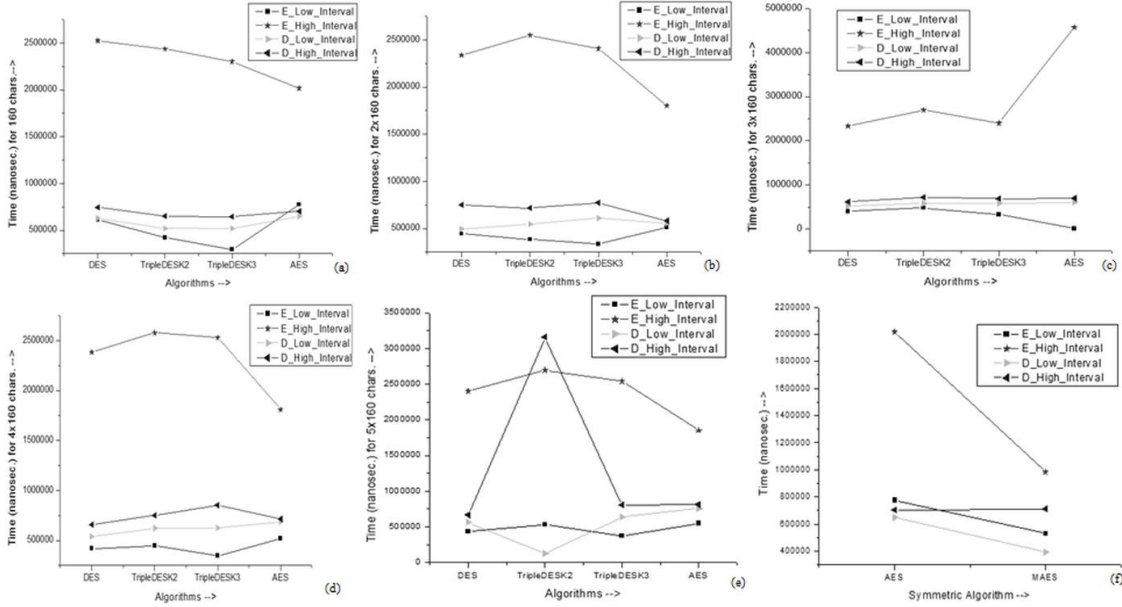 E_Low_Interval
E_High_Interval
D_Low_Interval
D_High_Interval
2500000
2000000
1500000
1000000
500000
Time (nanosec.) for 160 chars.-->
DES
TripleDESK2
TripleDESK3
AES
Algorithms -->
(a)
E_Low_Interval
E_High_Interval
D_Low_Interval
D_High_Interval
2500000
2000000
1500000
1000000
500000
Time (nanosec.) for 2x160 chars. -->
DES
TripleDESK2
TripleDESK3
AES
Algorithms -->
(b)
E_Low_Interval
E_High_Interval
D_Low_Interval
D_High_Interval
5000000
4000000
3000000
2000000
1000000
0
Time (nanosec.) for 3x160 chars. -->
DES
TripleDESK2
TripleDESK3
AES
Algorithms -->
(c)
E_Low_Interval
E_High_Interval
D_Low_Interval
D_High_Interval
2500000
2000000
1500000
1000000
500000
Time (nanosec.) for 4x160 chars. -->
DES
TripleDESK2
TripleDESK3
AES
Algorithms -->
(d)
E_Low_Interval
E_High_Interval
D_Low_Interval
D_High_Interval
3500000
3000000
2500000
2000000
1500000
1000000
500000
0
Time (nanosec.) for 5x160 chars. -->
DES
TripleDESK2
TripleDESK3
AES
Algorithms -->
(e)
E_Low_Interval
E_High_Interval
D_Low_Interval
D_High_Interval
2200000
2000000
1800000
1600000
1400000
1200000
1000000
800000
600000
400000
Time (nanosec.) -->
AES
MAES
Symmetric Algorithm -->
(f)